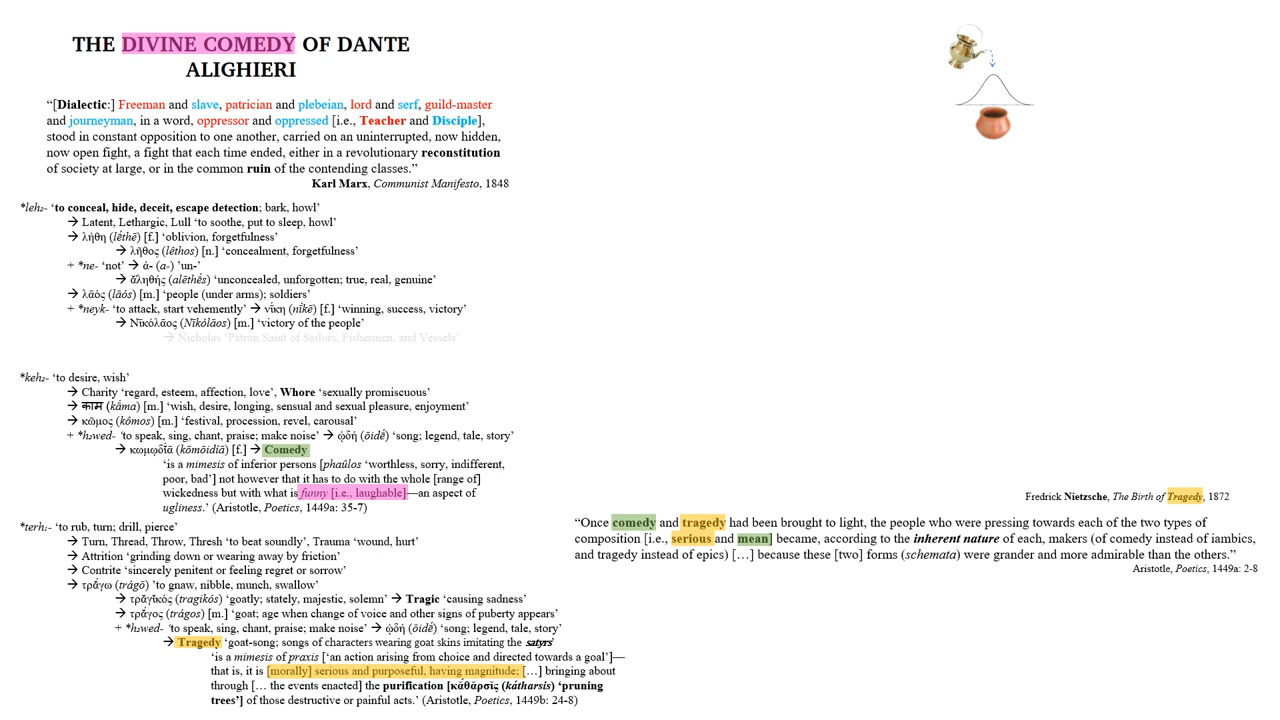 THE DIVINE COMEDY OF DANTE
ALIGHIERI
“[Dialectic:] Freeman and slave, patrician and plebeian, lord and serf, guild-master
and journeyman, in a word, oppressor and oppressed [i.e., Teacher and Disciple],
stood in constant opposition to one another, carried on an uninterrupted, now hidden,
now open fight, a fight that each time ended, either in a revolutionary reconstitution
of society at large, or in the common ruin of the contending classes.”
Karl Marx, Communist Manifesto, 1848
*leh₂- ‘to conceal, hide, deceit, escape detection; bark, howl’
→ Latent, Lethargic, Lull ‘to soothe, put to sleep, howl’
→ λήθη (lḗthē) [f.] ‘oblivion, forgetfulness’
→ λῆθος (lêthos) [n.] ‘concealment, forgetfulness’
+ *ne- ‘not’ → ἀ- (a-) ’un-’
→ ᾰ̓ληθής (alēthḗs) ‘unconcealed, unforgotten; true, real, genuine’
→ λᾱός (lāós) [m.] ‘people (under arms); soldiers’
+ *neyk- ‘to attack, start vehemently’ → νῑ́κη (nī́kē) [f.] ‘winning, success, victory’
→ Νῑκόλᾱος (Nīkólāos) [m.] ‘victory of the people’
→ Nicholas ‘Patron Saint of Sailors, Fishermen, and Vessels’
*keh₂- ‘to desire, wish’
→ Charity ‘regard, esteem, affection, love’, Whore ‘sexually promiscuous’
→ काम (kā́ma) [m.] ‘wish, desire, longing, sensual and sexual pleasure, enjoyment’
→ κῶμος (kômos) [m.] ‘festival, procession, revel, carousal’
+ *h₂wed- ‘to speak, sing, chant, praise; make noise’ → ᾠδή (ōidḗ) ‘song; legend, tale, story’
→ κωμῳδῐ́ᾱ (kōmōidíā) [f.] → Comedy
‘is a mimesis of inferior persons [phaûlos ‘worthless, sorry, indifferent,
poor, bad’] not however that it has to do with the whole [range of]
wickedness but with what is funny [i.e., laughable]—an aspect of
ugliness.’ (Aristotle, Poetics, 1449a: 35-7)
*terh₁- ‘to rub, turn; drill, pierce’
→ Turn, Thread, Throw, Thresh ‘to beat soundly’, Trauma ‘wound, hurt’
→ Attrition ‘grinding down or wearing away by friction’
→ Contrite ‘sincerely penitent or feeling regret or sorrow’
→ τρᾰ́γω (trágō) ’to gnaw, nibble, munch, swallow’
→ τρᾰγῐκός (tragikós) ‘goatly; stately, majestic, solemn’ → Tragic ‘causing sadness’
→ τρᾰ́γος (trágos) [m.] ‘goat; age when change of voice and other signs of puberty appears’
+ *h₂wed- ‘to speak, sing, chant, praise; make noise’ → ᾠδή (ōidḗ) ‘song; legend, tale, story’
→ Tragedy ‘goat-song; songs of characters wearing goat skins imitating the satyrs’
‘is a mimesis of praxis [‘an action arising from choice and directed towards a goal’]—
that is, it is [morally] serious and purposeful, having magnitude; […] bringing about
through [… the events enacted] the purification [κᾰ́θᾰρσῐς (kátharsis) ‘pruning
trees’] of those destructive or painful acts.’ (Aristotle, Poetics, 1449b: 24-8)
Fredrick Nietzsche, The Birth of Tragedy, 1872
“Once comedy and tragedy had been brought to light, the people who were pressing towards each of the two types of
composition [i.e., serious and mean] became, according to the inherent nature of each, makers (of comedy instead of iambics,
and tragedy instead of epics) […] because these [two] forms (schemata) were grander and more admirable than the others.”
Aristotle, Poetics, 1449a: 2-8